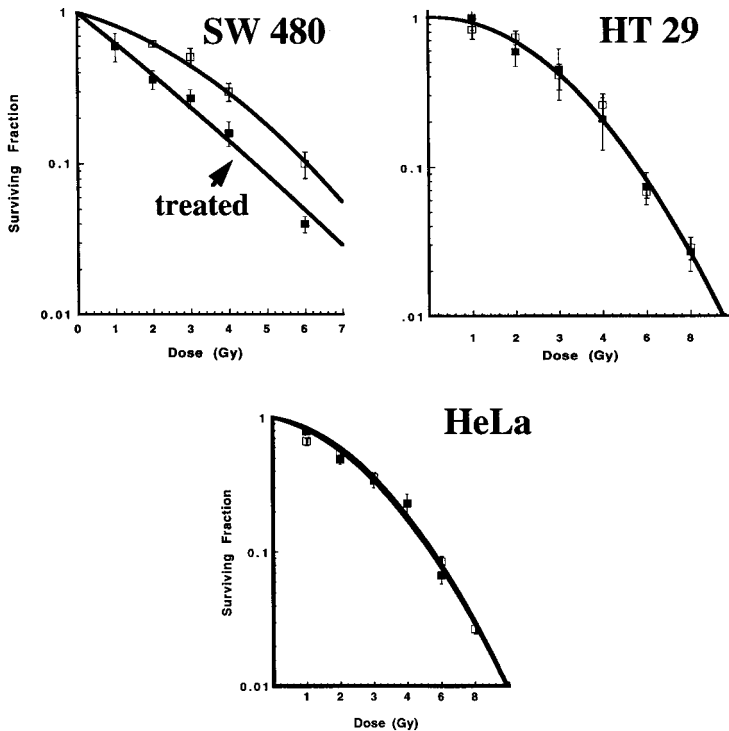 SW 480
1
0.1
0.01
Surviving Fraction
treated
0 1 2 3 4 5 6 7
Dose (Gy)
HT 29
1
0.1
.01
Surviving Fraction
1 2 3 4 6 8
Dose (Gy)
HeLa
1
0.1
0.01
Surviving Fraction
1 2 3 4 6 8
Dose (Gy)